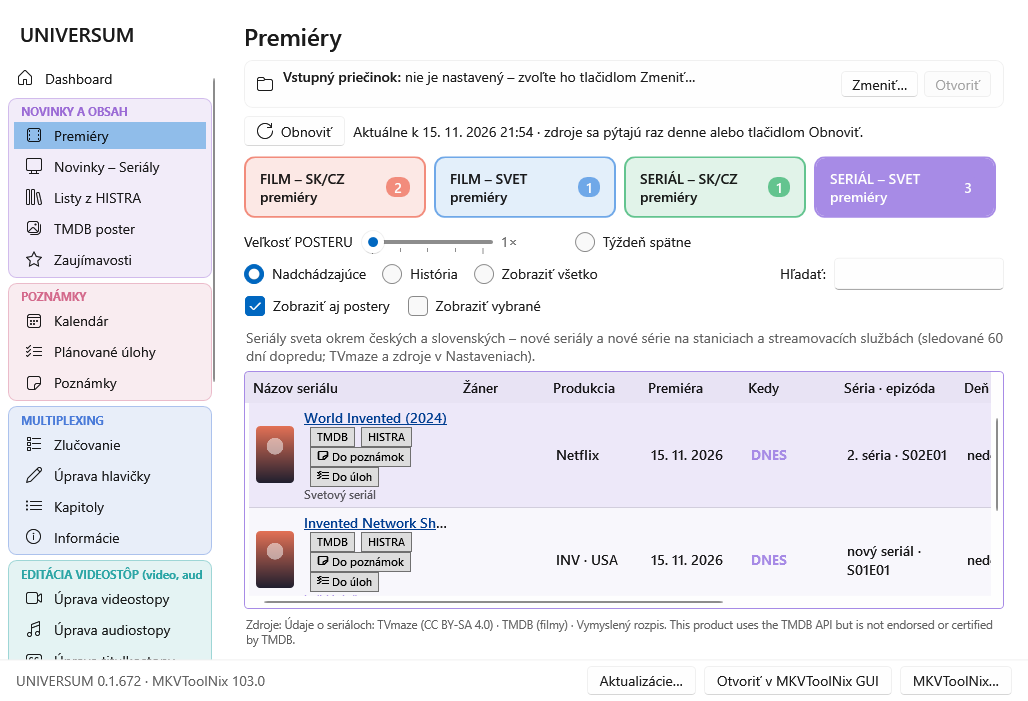 UNIVERSUM
Dashboard
NOVINKY A OBSAH
Premiéry
Novinky – Seriály
Listy z HISTRA
TMDB poster
Zaujímavosti
POZNÁMKY
Kalendár
Plánované úlohy
Poznámky
MULTIPLEXING
Zlučovanie
Úprava hlavičky
Kapitoly
Informácie
EDITÁCIA VIDEOSTÔP (video, aud
Úprava videostopy
Úprava audiostopy
Premiéry
Vstupný priečinok: nie je nastavený – zvoľte ho tlačidlom Zmeniť...
Zmeniť...
Otvoriť
Obnoviť
Aktuálne k 15. 11. 2026 21:54 · zdroje sa pýtajú raz denne alebo tlačidlom Obnoviť.
FILM – SK/CZ
premiéry
2
FILM – SVET
premiéry
1
SERIÁL – SK/CZ
premiéry
1
SERIÁL – SVET
premiéry
3
Veľkosť POSTERU
1×
Týždeň spätne
Nadchádzajúce
História
Zobraziť všetko
Hľadať:
Zobraziť aj postery
Zobraziť vybrané
Seriály sveta okrem českých a slovenských – nové seriály a nové série na staniciach a streamovacích službách (sledované 60
dní dopredu; TVmaze a zdroje v Nastaveniach).
Názov seriálu
Žáner
Produkcia
Premiéra
Kedy
Séria · epizóda
Deň
World Invented (2024)
TMDB
HISTRA
Do poznámok
Do úloh
Svetový seriál
Netflix
15. 11. 2026
DNES
2. séria · S02E01
ned
Invented Network Sh...
TMDB
HISTRA
Do poznámok
Do úloh
INV · USA
15. 11. 2026
DNES
nový seriál ·
S01E01
ned
Zdroje: Údaje o seriáloch: TVmaze (CC BY-SA 4.0) · TMDB (filmy) · Vymyslený rozpis. This product uses the TMDB API but is not endorsed or certified
by TMDB.
UNIVERSUM 0.1.672 · MKVToolNix 103.0
Aktualizácie...
Otvoriť v MKVToolNix GUI
MKVToolNix...